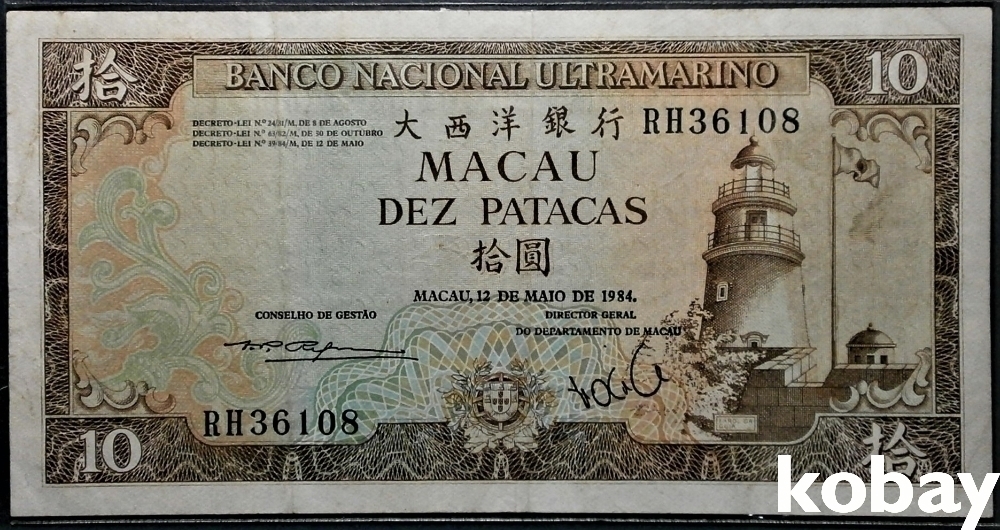 拾 BANCO NACIONAL ULTRAMARINO 10
DECRETO-LEI N.º 24/81/M, DE 8 DE AGOSTO
DECRETO-LEI N.º 63/82/M, DE 30 DE OUTUBRO
DECRETO-LEI N.º 39/84/M, DE 12 DE MAIO
大西洋銀行 RH36108
MACAU
DEZ PATACAS
拾圓
MACAU, 12 DE MAIO DE 1984.
CONSELHO DE GESTÃO
DIRECTOR GERAL
DO DEPARTAMENTO DE MACAU
RH36108
10 拾
kobay